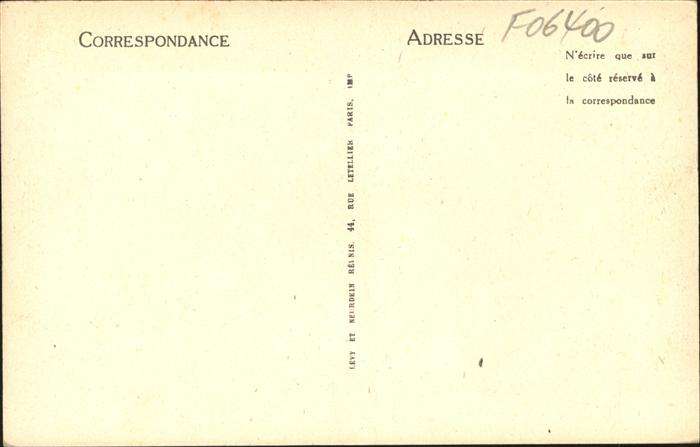 CORRESPONDANCE
ADRESSE
F06400
N'écrire que sur
le côté réservé à
la correspondance
LÉVY ET NEURDEIN RÉUNIS, 44, RUE LETELLIER PARIS, IMP